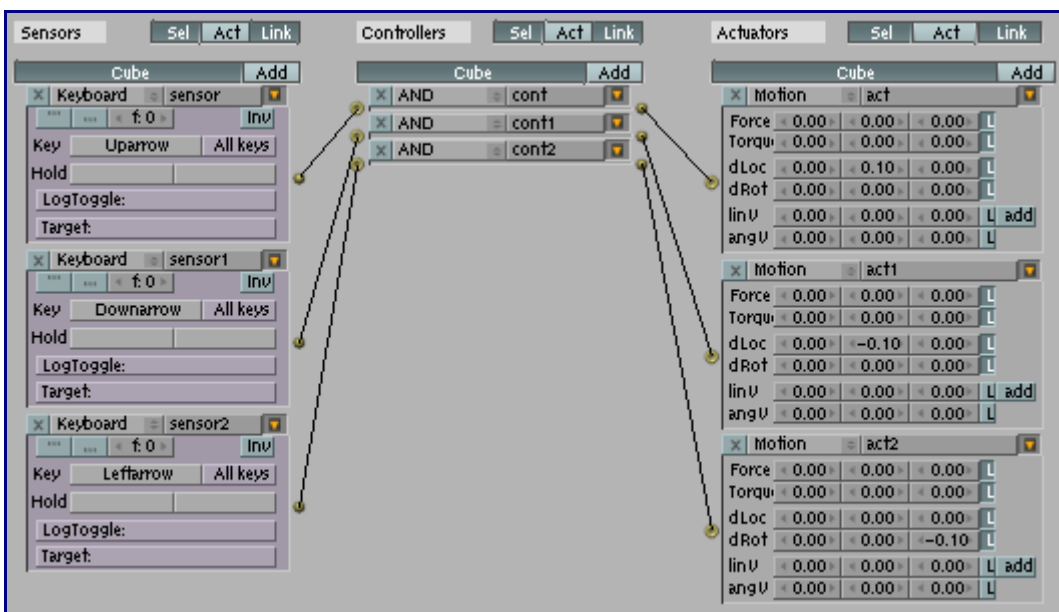 Sensors Sel Act Link
Cube Add
X Keyboard sensor
f: 0 Inv
Key Uparrow All keys
Hold
LogToggle:
Target:
X Keyboard sensor1
f: 0 Inv
Key Downarrow All keys
Hold
LogToggle:
Target:
X Keyboard sensor2
f: 0 Inv
Key Leftarrow All keys
Hold
LogToggle:
Target:
Controllers Sel Act Link
Cube Add
X AND cont
X AND cont1
X AND cont2
Actuators Sel Act Link
Cube Add
X Motion act
Force 0.00 0.00 0.00 L
Torque 0.00 0.00 0.00
dLoc 0.00 0.10 0.00 L
dRot 0.00 0.00 0.00 L
linV 0.00 0.00 0.00 L add
angV 0.00 0.00 0.00 L
X Motion act1
Force 0.00 0.00 0.00 L
Torqu 0.00 0.00 0.00 L
dLoc 0.00 -0.10 0.00 L
dRot 0.00 0.00 0.00 L
linV 0.00 0.00 0.00 L add
angV 0.00 0.00 0.00 L
X Motion act2
Force 0.00 0.00 0.00 L
Torqu 0.00 0.00 0.00 L
dLoc 0.00 0.00 0.00 L
dRot 0.00 0.00 -0.10 L
linV 0.00 0.00 0.00 L add
angV 0.00 0.00 0.00 L